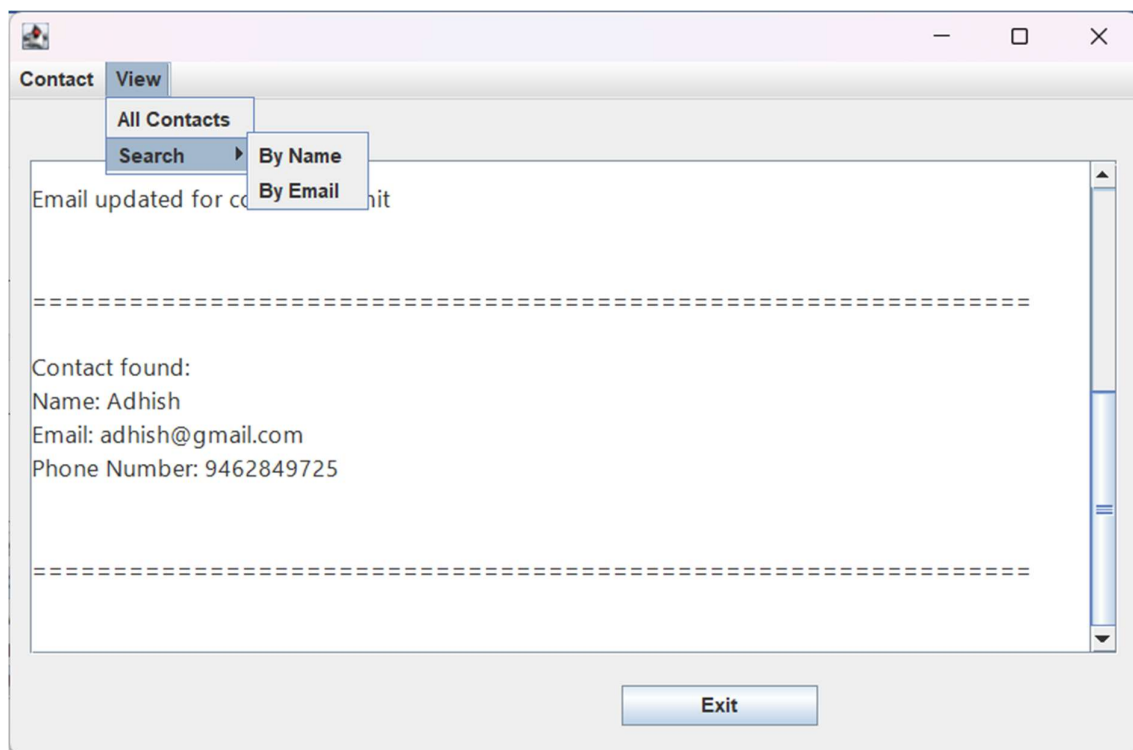 Contact View
All Contacts
Search
By Name
By Email
Email updated for co nit
==============================================================
Contact found:
Name: Adhish
Email: adhish@gmail.com
Phone Number: 9462849725
==============================================================
Exit